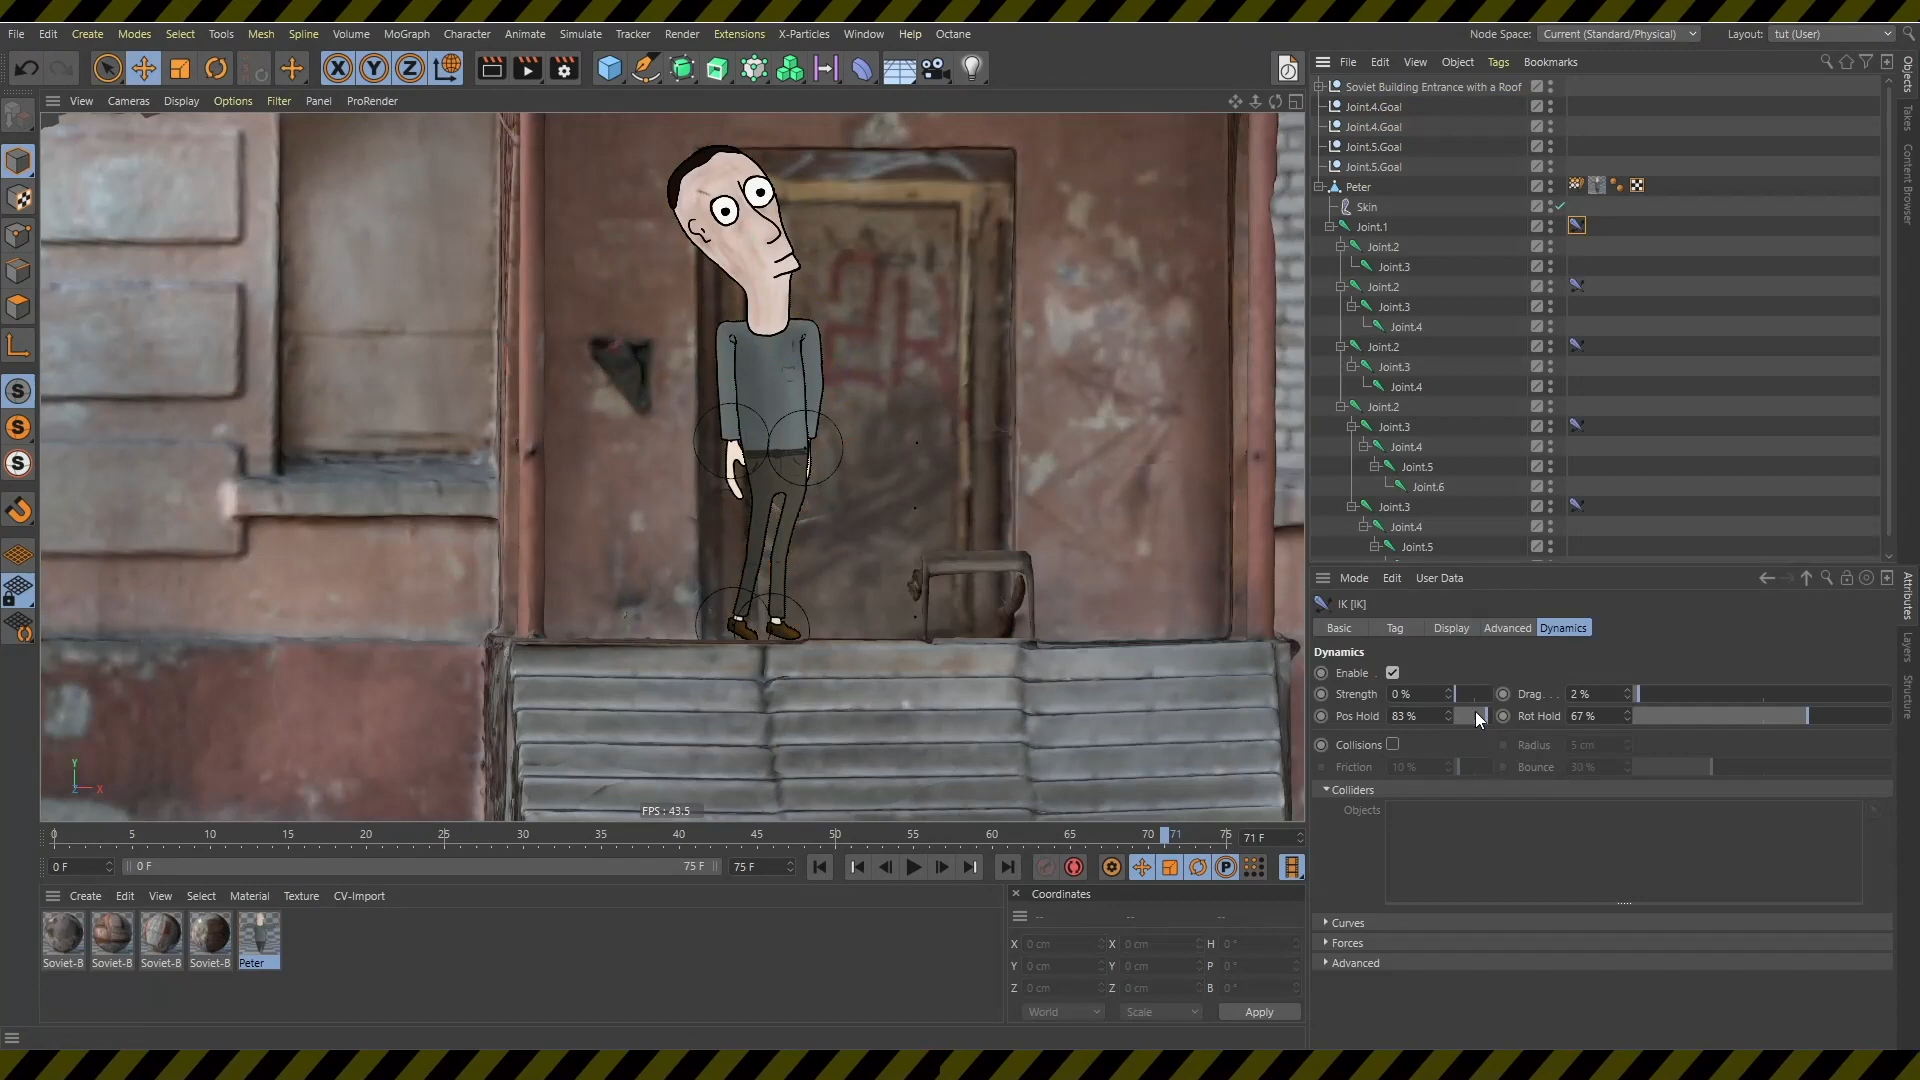 File Edit Create Modes Select Tools Mesh Spline Volume MoGraph Character Animate Simulate Tracker Render Extensions X-Particles Window Help Octane Node Space: Current (Standard/Physical) Layout: tut (User)
View Cameras Display Options Filter Panel ProRender
File Edit View Object Tags Bookmarks
Soviet Building Entrance with a Roof
Joint.4.Goal
Joint.4.Goal
Joint.5.Goal
Joint.5.Goal
Peter
Skin
Joint.1
Joint.2
Joint.3
Joint.2
Joint.3
Joint.4
Joint.2
Joint.3
Joint.4
Joint.2
Joint.3
Joint.4
Joint.5
Joint.6
Joint.3
Joint.4
Joint.5
Objects
Takes
Content Browser
Mode Edit User Data
IK [IK]
Basic Tag Display Advanced Dynamics
Dynamics
Enable
Strength 0 % Drag 2 %
Pos Hold 83 % Rot Hold 67 %
Collisions Radius 5 cm
Friction 10 % Bounce 30 %
Colliders
Objects
Curves
Forces
Advanced
Attributes
Layers
Structure
Y
Z X
FPS : 43.5
0 5 10 15 20 25 30 35 40 45 50 55 60 65 70 71 75 71 F
0 F 0 F 75 F 75 F
Create Edit View Select Material Texture CV-Import
Soviet-B Soviet-B Soviet-B Soviet-B Peter
Coordinates
-- -- --
X 0 cm X 0 cm H 0 °
Y 0 cm Y 0 cm P 0 °
Z 0 cm Z 0 cm B 0 °
World Scale Apply